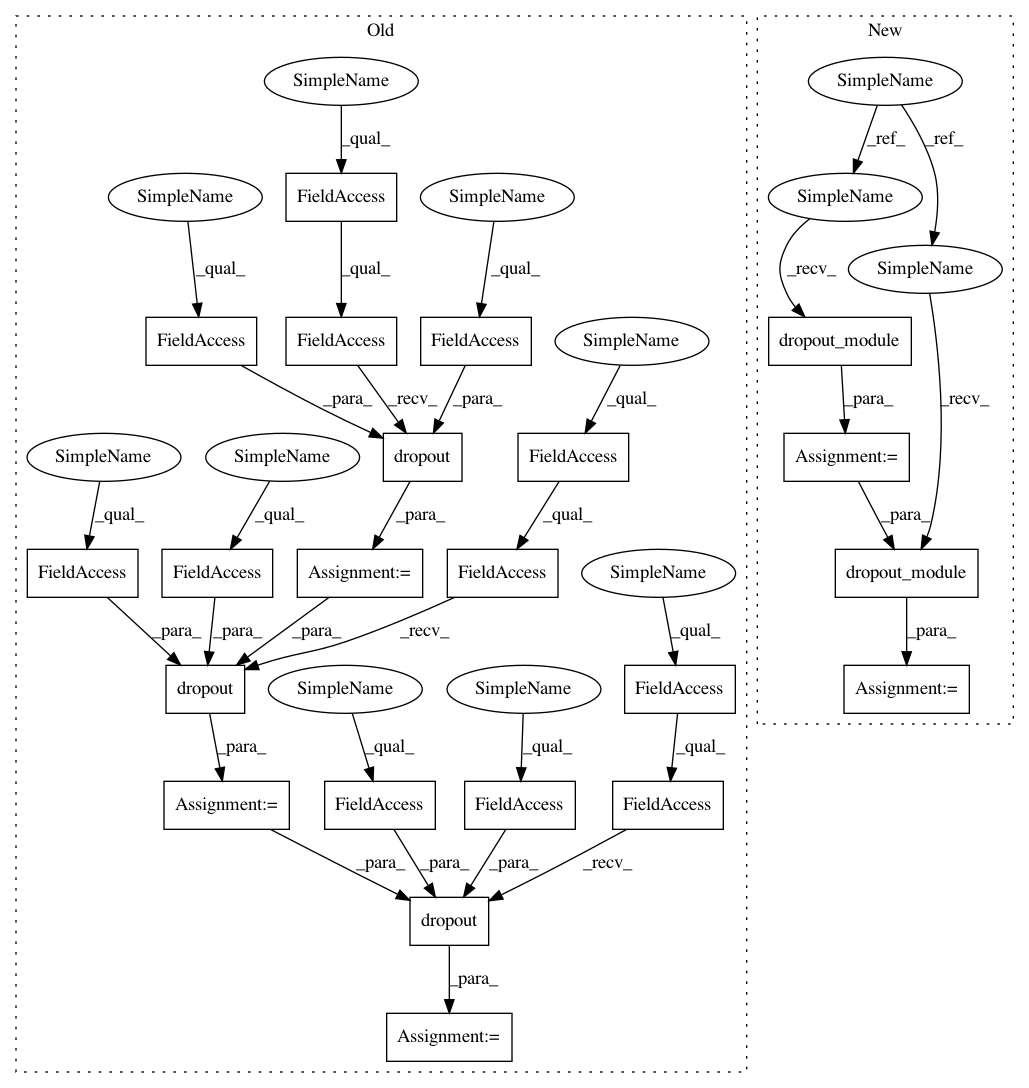 Old
New
SimpleName
SimpleName
_qual_
_ref_
_ref_
SimpleName
FieldAccess
SimpleName
SimpleName
_qual_
_qual_
_qual_
_recv_
SimpleName
FieldAccess
FieldAccess
FieldAccess
SimpleName
dropout_module
_para_
_recv_
_para_
_qual_
_para_
_recv_
SimpleName
SimpleName
dropout
FieldAccess
Assignment:=
_qual_
_qual_
_para_
_qual_
_para_
FieldAccess
FieldAccess
Assignment:=
FieldAccess
SimpleName
dropout_module
_para_
_para_
_para_
_recv_
_qual_
_para_
dropout
SimpleName
SimpleName
FieldAccess
Assignment:=
_para_
_qual_
_qual_
_qual_
Assignment:=
FieldAccess
FieldAccess
FieldAccess
_para_
_para_
_para_
_recv_
dropout
_para_
Assignment:=